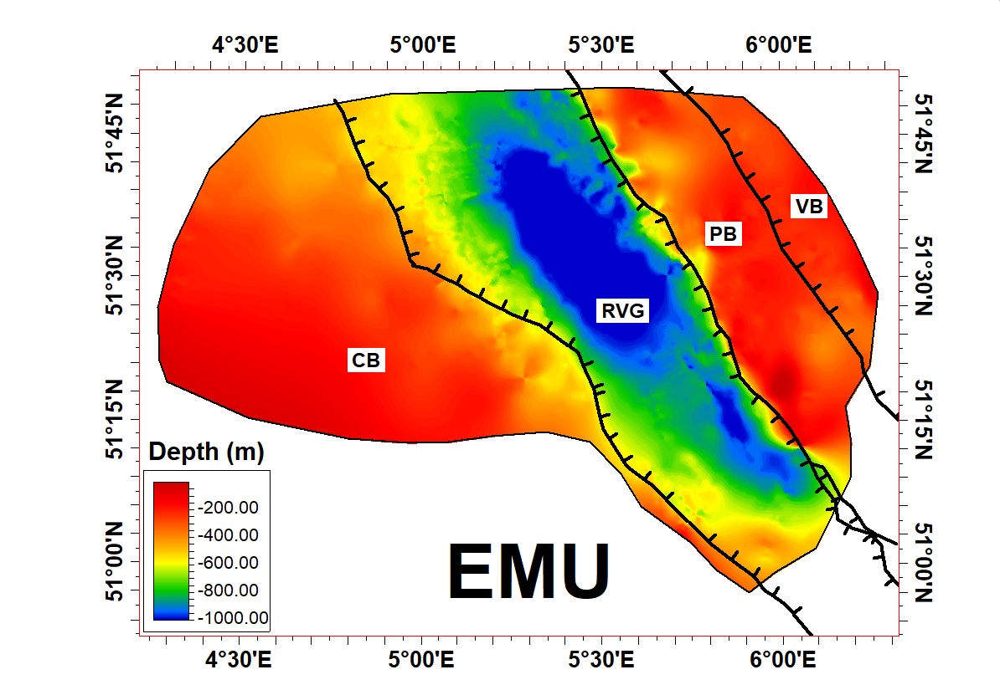 4°30'E 5°00'E 5°30'E 6°00'E
51°45'N
51°30'N
51°15'N
51°00'N
51°45'N
51°30'N
51°15'N
51°00'N
VB
PB
RVG
CB
Depth (m)
-200.00
-400.00
-600.00
-800.00
-1000.00
EMU
4°30'E 5°00'E 5°30'E 6°00'E